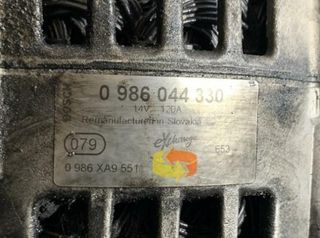 BOSCH
0 986 044 330
14V 120A
Remanufactured in Slovakia
079
eXchange
653
0 986 XA9 551